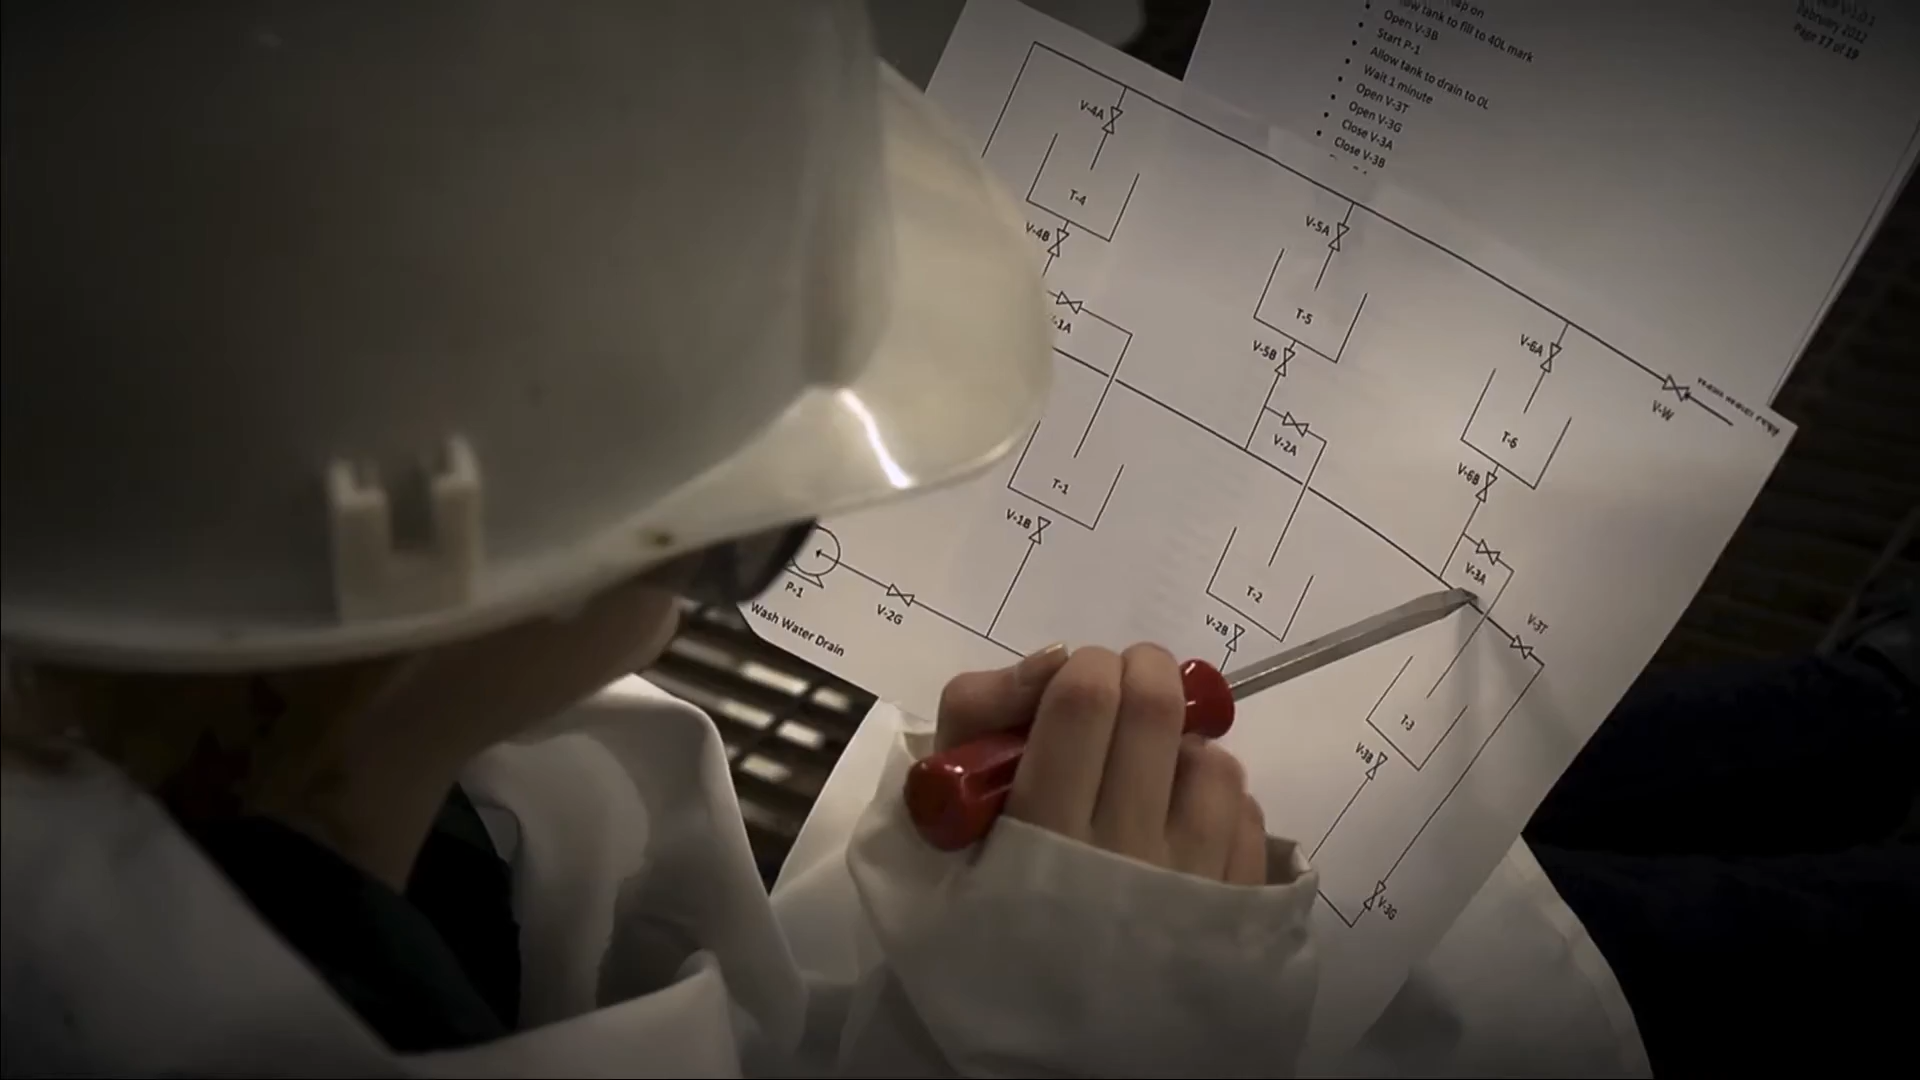 Open V-3B
Start P-1
Allow tank to drain to 0L
Wait 1 minute
Open V-3T
Open V-3G
Close V-3A
Close V-3B
tank to fill to 40L mark
February 2012
Page 17 of 19
V-4A
T-4
V-4B
V-5A
T-5
V-5B
V-6A
T-6
V-6B
V-W
V-2A
V-3A
V-3T
T-1
V-1B
T-2
V-2B
T-3
V-3B
V-3G
P-1
V-2G
Wash Water Drain